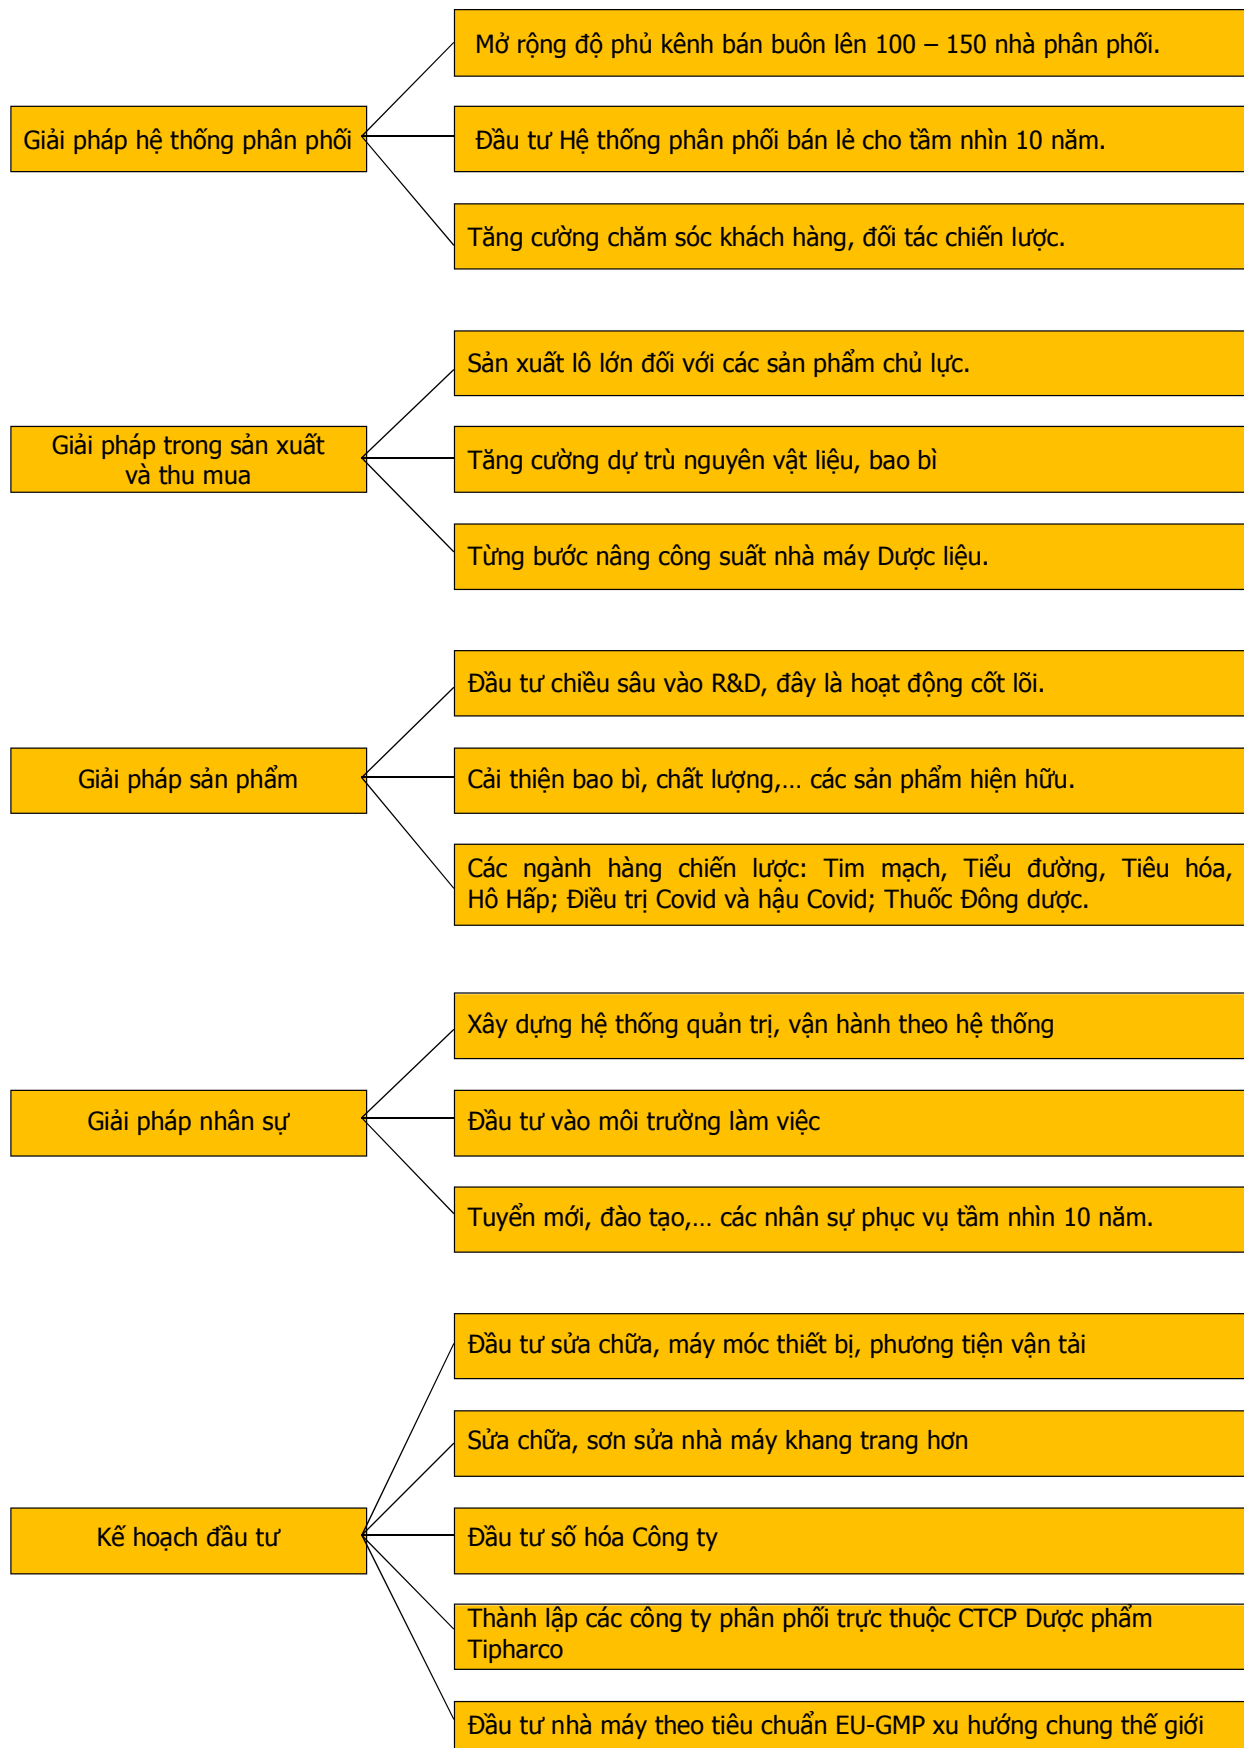 Mở rộng độ phủ kênh bán buôn lên 100 – 150 nhà phân phối.
Giải pháp hệ thống phân phối
Đầu tư Hệ thống phân phối bán lẻ cho tầm nhìn 10 năm.
Tăng cường chăm sóc khách hàng, đối tác chiến lược.
Sản xuất lô lớn đối với các sản phẩm chủ lực.
Giải pháp trong sản xuất
và thu mua
Tăng cường dự trù nguyên vật liệu, bao bì
Từng bước nâng công suất nhà máy Dược liệu.
Đầu tư chiều sâu vào R&D, đây là hoạt động cốt lõi.
Giải pháp sản phẩm
Cải thiện bao bì, chất lượng,... các sản phẩm hiện hữu.
Các ngành hàng chiến lược: Tim mạch, Tiểu đường, Tiêu hóa,
Hô Hấp; Điều trị Covid và hậu Covid; Thuốc Đông dược.
Xây dựng hệ thống quản trị, vận hành theo hệ thống
Giải pháp nhân sự
Đầu tư vào môi trường làm việc
Tuyển mới, đào tạo,... các nhân sự phục vụ tầm nhìn 10 năm.
Đầu tư sửa chữa, máy móc thiết bị, phương tiện vận tải
Sửa chữa, sơn sửa nhà máy khang trang hơn
Kế hoạch đầu tư
Đầu tư số hóa Công ty
Thành lập các công ty phân phối trực thuộc CTCP Dược phẩm
Tipharco
Đầu tư nhà máy theo tiêu chuẩn EU-GMP xu hướng chung thế giới